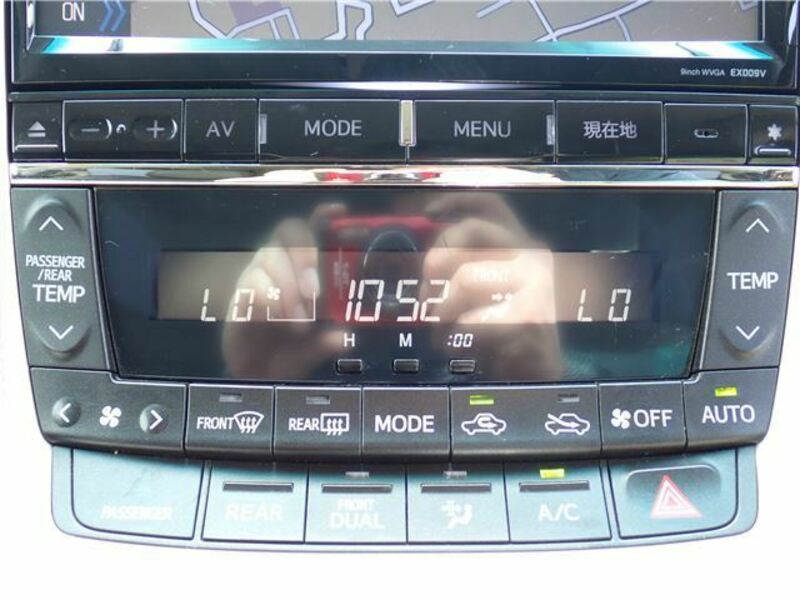 ON
9inch WVGA EX009V
− + AV MODE MENU 現在地
PASSENGER
/REAR
TEMP
TEMP
FRONT
LO 10 52 LO
H M :00
FRONT REAR MODE OFF AUTO
PASSENGER REAR FRONT
DUAL A/C